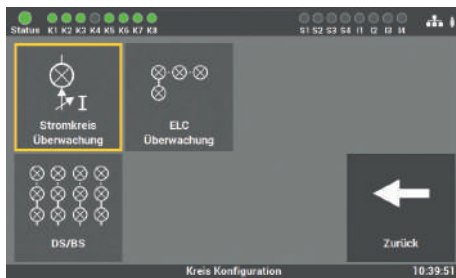 Status K1 K2 K3 K4 K5 K6 K7 K8 S1 S2 S3 S4 I1 I2 I3 I4
I
Stromkreis
Überwachung
ELC
Überwachung
DS/BS
Zurück
Kreis Konfiguration 10:39:51